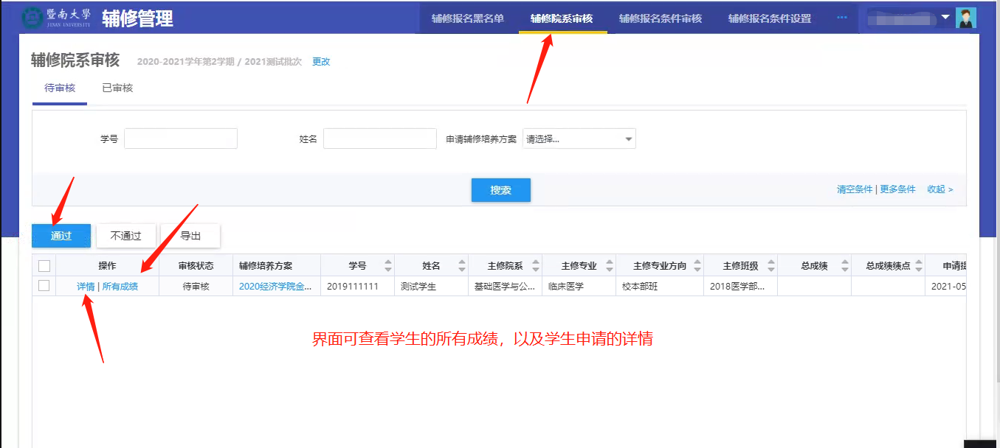 暨南大學
JINAN UNIVERSITY
辅修管理
辅修报名黑名单 辅修院系审核 辅修报名条件审核 辅修报名条件设置 ···
辅修院系审核 2020-2021学年第2学期 / 2021测试批次 更改
待审核 已审核
学号 姓名 申请辅修培养方案 请选择...
搜索 清空条件 | 更多条件 收起 >
通过 不通过 导出
操作 审核状态 辅修培养方案 学号 姓名 主修院系 主修专业 主修专业方向 主修班级 总成绩 总成绩绩点 申请
详情 | 所有成绩 待审核 2020经济学院金... 2019111111 测试学生 基础医学与公... 临床医学 校本部班 2018医学部... 2021-05
界面可查看学生的所有成绩，以及学生申请的详情